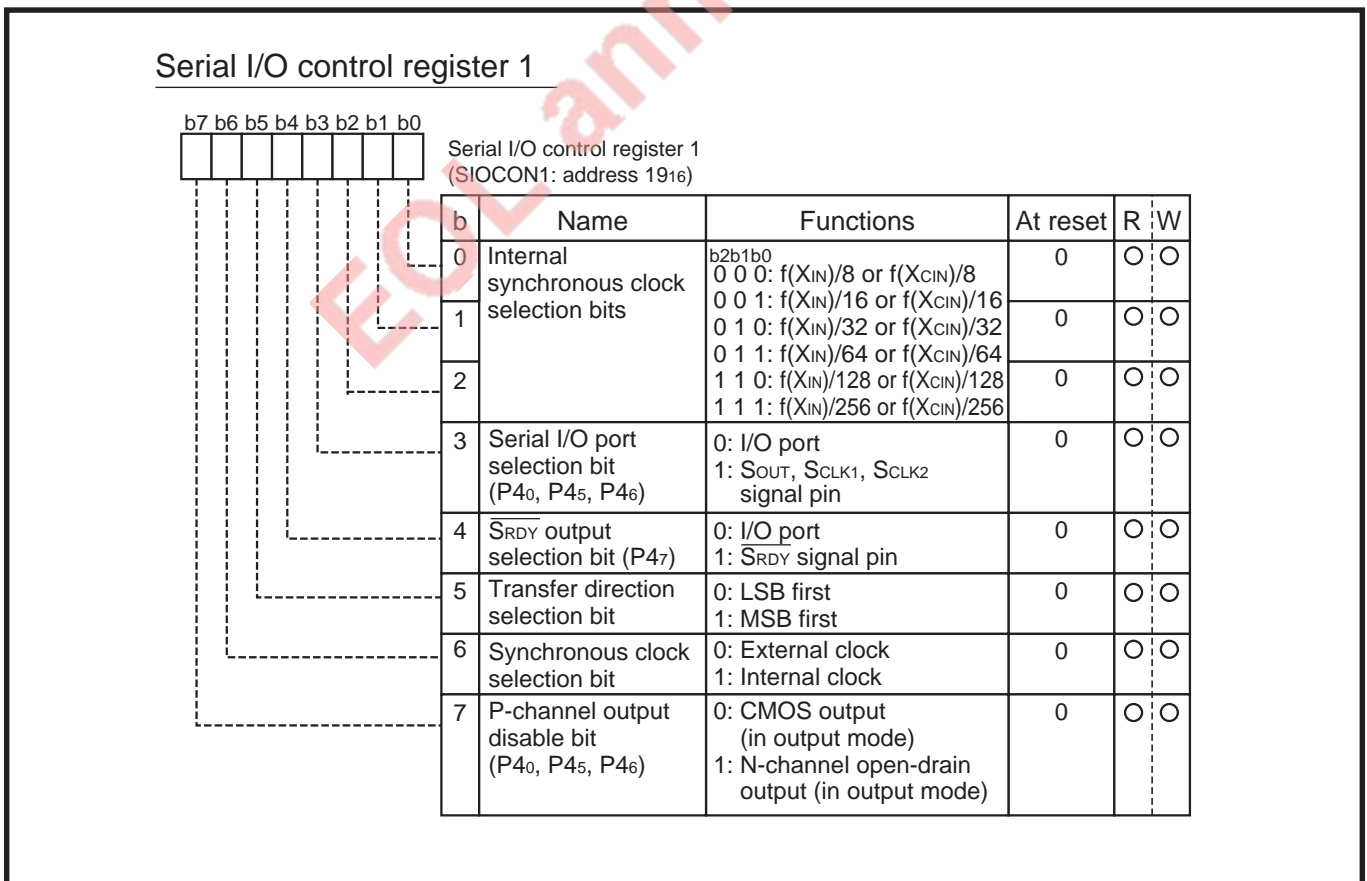 Serial I/O control register 1
b7 b6 b5 b4 b3 b2 b1 b0
Serial I/O control register 1
(SIOCON1: address 1916)
b Name Functions At reset R W
0 Internal synchronous clock selection bits
b2b1b0
0 0 0: f(XIN)/8 or f(XCIN)/8
0 0 1: f(XIN)/16 or f(XCIN)/16
0 1 0: f(XIN)/32 or f(XCIN)/32
0 1 1: f(XIN)/64 or f(XCIN)/64
1 1 0: f(XIN)/128 or f(XCIN)/128
1 1 1: f(XIN)/256 or f(XCIN)/256
0 ○ ○
1 0 ○ ○
2 0 ○ ○
3 Serial I/O port
selection bit
(P40, P45, P46)
0: I/O port
1: SOUT, SCLK1, SCLK2
signal pin
0 ○ ○
4 SRDY output
selection bit (P47)
0: I/O port
1: SRDY signal pin
0 ○ ○
5 Transfer direction
selection bit
0: LSB first
1: MSB first
0 ○ ○
6 Synchronous clock
selection bit
0: External clock
1: Internal clock
0 ○ ○
7 P-channel output
disable bit
(P40, P45, P46)
0: CMOS output
(in output mode)
1: N-channel open-drain
output (in output mode)
0 ○ ○
EOL